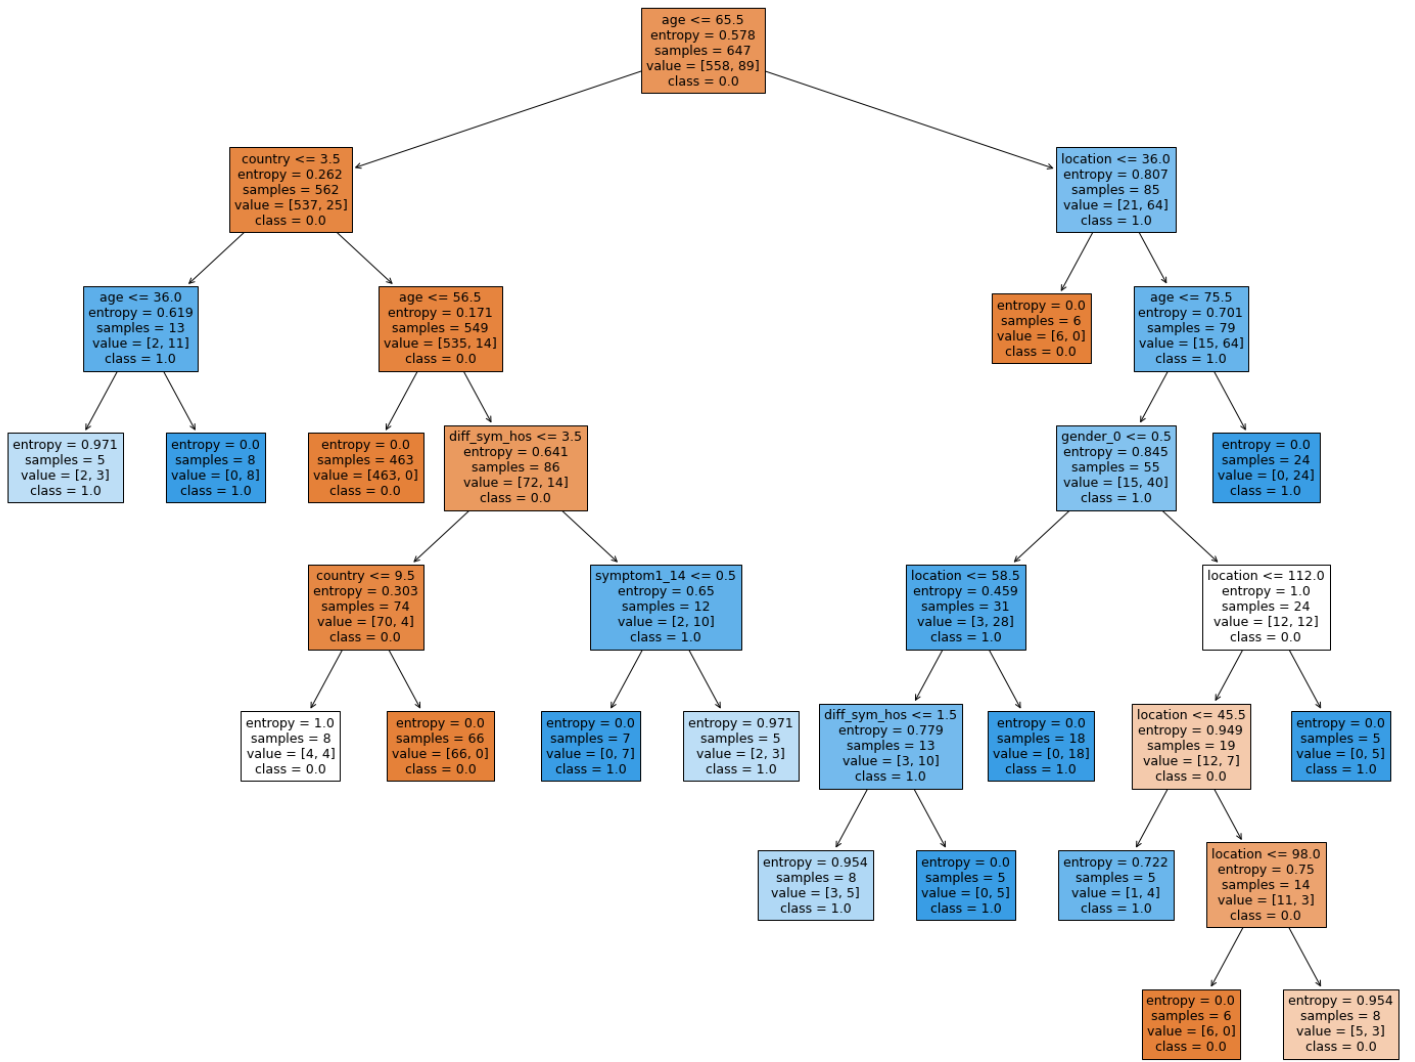 age <= 65.5
entropy = 0.578
samples = 647
value = [558, 89]
class = 0.0
country <= 3.5
entropy = 0.262
samples = 562
value = [537, 25]
class = 0.0
location <= 36.0
entropy = 0.807
samples = 85
value = [21, 64]
class = 1.0
age <= 36.0
entropy = 0.619
samples = 13
value = [2, 11]
class = 1.0
age <= 56.5
entropy = 0.171
samples = 549
value = [535, 14]
class = 0.0
entropy = 0.0
samples = 6
value = [6, 0]
class = 0.0
age <= 75.5
entropy = 0.701
samples = 79
value = [15, 64]
class = 1.0
entropy = 0.971
samples = 5
value = [2, 3]
class = 1.0
entropy = 0.0
samples = 8
value = [0, 8]
class = 1.0
entropy = 0.0
samples = 463
value = [463, 0]
class = 0.0
diff_sym_hos <= 3.5
entropy = 0.641
samples = 86
value = [72, 14]
class = 0.0
gender_0 <= 0.5
entropy = 0.845
samples = 55
value = [15, 40]
class = 1.0
entropy = 0.0
samples = 24
value = [0, 24]
class = 1.0
country <= 9.5
entropy = 0.303
samples = 74
value = [70, 4]
class = 0.0
symptom1_14 <= 0.5
entropy = 0.65
samples = 12
value = [2, 10]
class = 1.0
location <= 58.5
entropy = 0.459
samples = 31
value = [3, 28]
class = 1.0
location <= 112.0
entropy = 1.0
samples = 24
value = [12, 12]
class = 0.0
entropy = 1.0
samples = 8
value = [4, 4]
class = 0.0
entropy = 0.0
samples = 66
value = [66, 0]
class = 0.0
entropy = 0.0
samples = 7
value = [0, 7]
class = 1.0
entropy = 0.971
samples = 5
value = [2, 3]
class = 1.0
diff_sym_hos <= 1.5
entropy = 0.779
samples = 13
value = [3, 10]
class = 1.0
entropy = 0.0
samples = 18
value = [0, 18]
class = 1.0
location <= 45.5
entropy = 0.949
samples = 19
value = [12, 7]
class = 0.0
entropy = 0.0
samples = 5
value = [0, 5]
class = 1.0
entropy = 0.954
samples = 8
value = [3, 5]
class = 1.0
entropy = 0.0
samples = 5
value = [0, 5]
class = 1.0
entropy = 0.722
samples = 5
value = [1, 4]
class = 1.0
location <= 98.0
entropy = 0.75
samples = 14
value = [11, 3]
class = 0.0
entropy = 0.0
samples = 6
value = [6, 0]
class = 0.0
entropy = 0.954
samples = 8
value = [5, 3]
class = 0.0